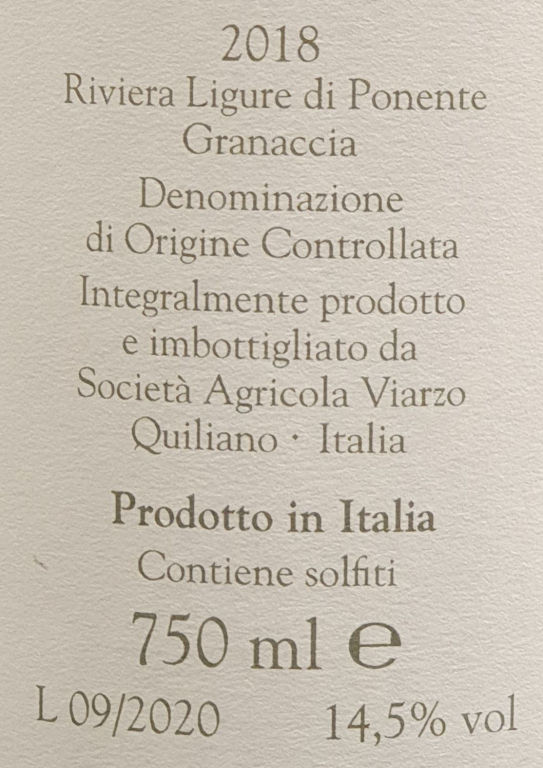 2018
Riviera Ligure di Ponente
Granaccia
Denominazione
di Origine Controllata
Integralmente prodotto
e imbottigliato da
Società Agricola Viarzo
Quiliano · Italia
Prodotto in Italia
Contiene solfiti
750 ml e
L 09/2020 14,5% vol